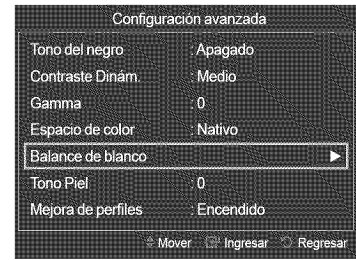 Configuración avanzada
Tono del negro : Apagado
Contraste Dinám. : Medio
Gamma : 0
Espacio de color : Nativo
Balance de blanco
Tono Piel : 0
Mejora de perfiles : Encendido
Mover Ingresar Regresar